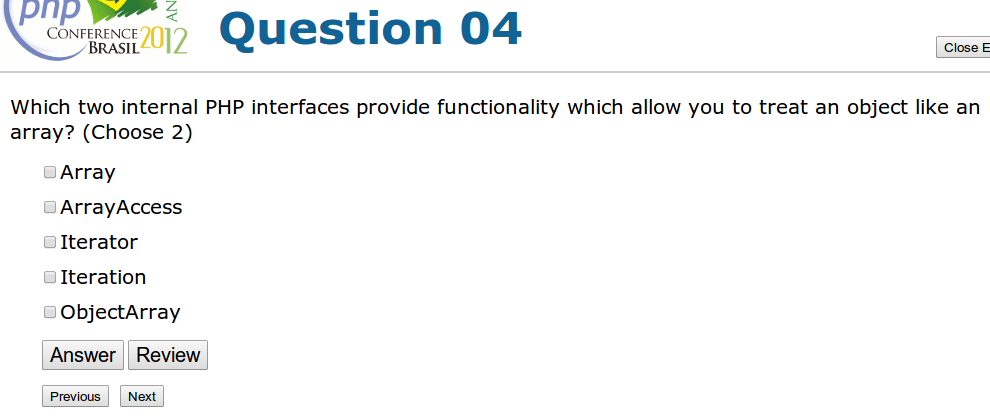 php
AN
CONFERENCE
BRASIL 2012
Question 04
Close E
Which two internal PHP interfaces provide functionality which allow you to treat an object like an
array? (Choose 2)
Array
ArrayAccess
Iterator
Iteration
ObjectArray
Answer Review
Previous Next